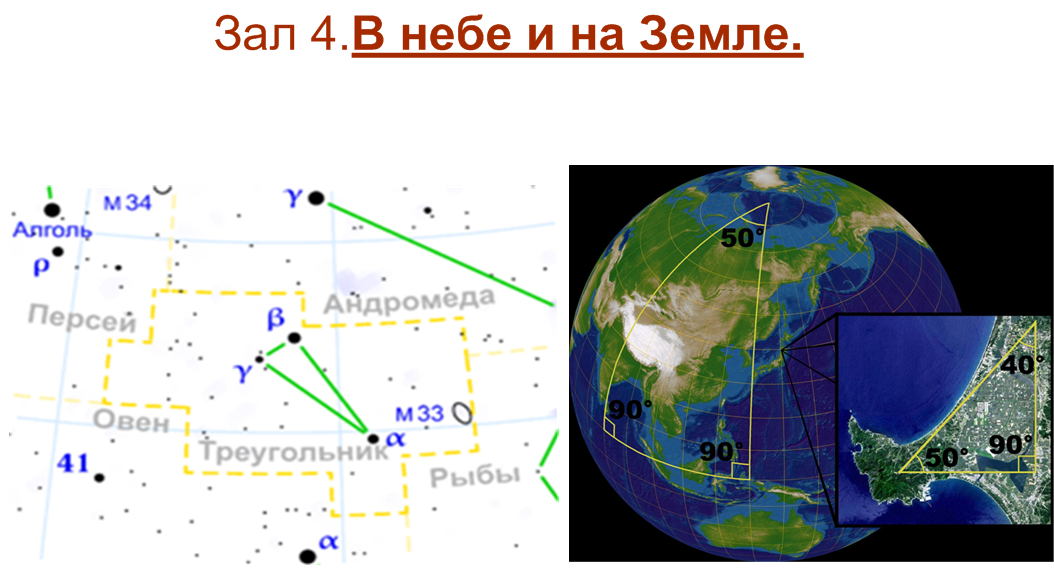 Зал 4.В небе и на Земле.
M 34
γ
Алголь
ρ
Персей
Андромеда
β
γ
M 33
α
Овен
Треугольник
41
Рыбы
α
50°
90°
90°
40°
50°
90°